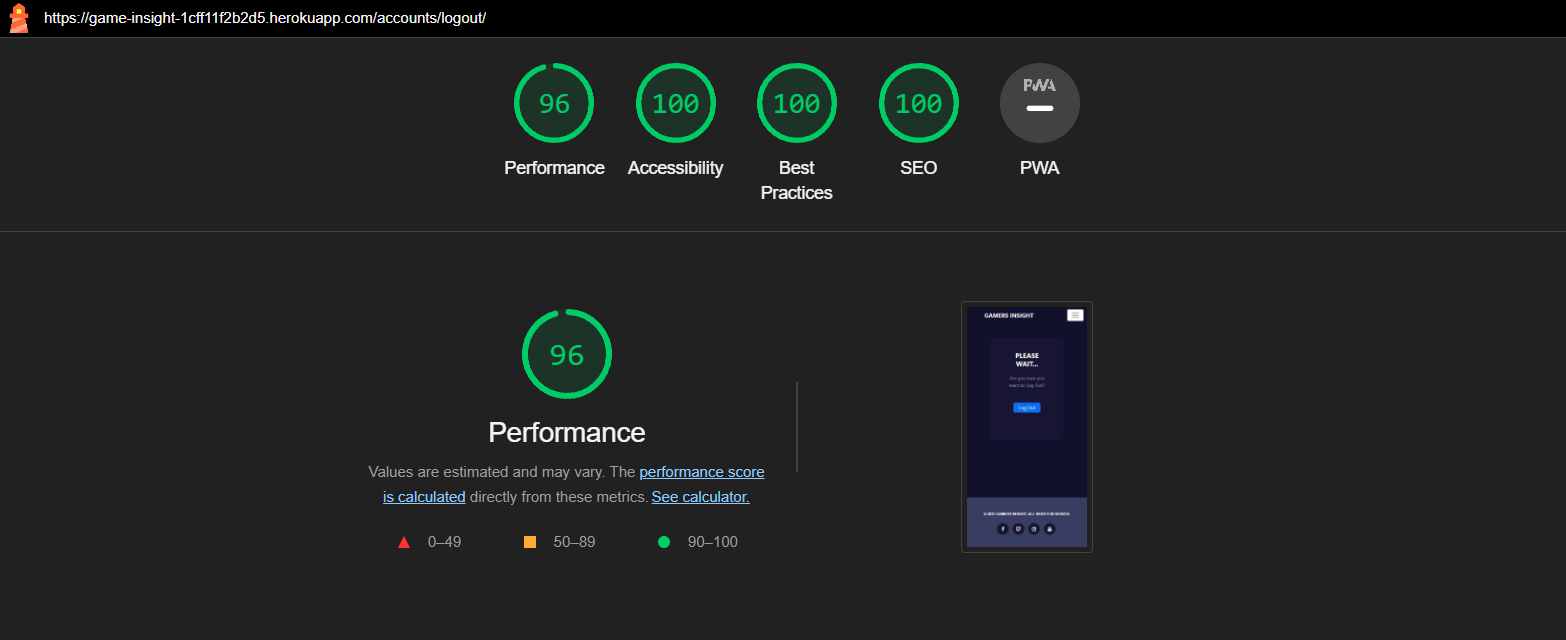 https://game-insight-1cff11f2b2d5.herokuapp.com/accounts/logout/
96
100
100
100
PWA
Performance
Accessibility
Best
Practices
SEO
PWA
96
Performance
Values are estimated and may vary. The performance score
is calculated directly from these metrics. See calculator.
0–49
50–89
90–100
GAMERS INSIGHT
PLEASE
WAIT...
Are you sure you
want to Log Out?
Log Out